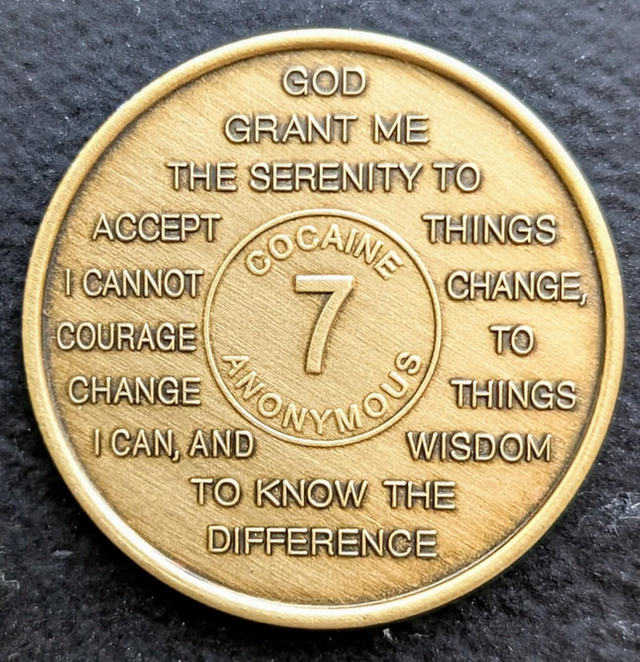 GOD
GRANT ME
THE SERENITY TO
ACCEPT THINGS
I CANNOT CHANGE,
COURAGE TO
CHANGE THINGS
I CAN, AND WISDOM
TO KNOW THE
DIFFERENCE
COCAINE
7
ANONYMOUS